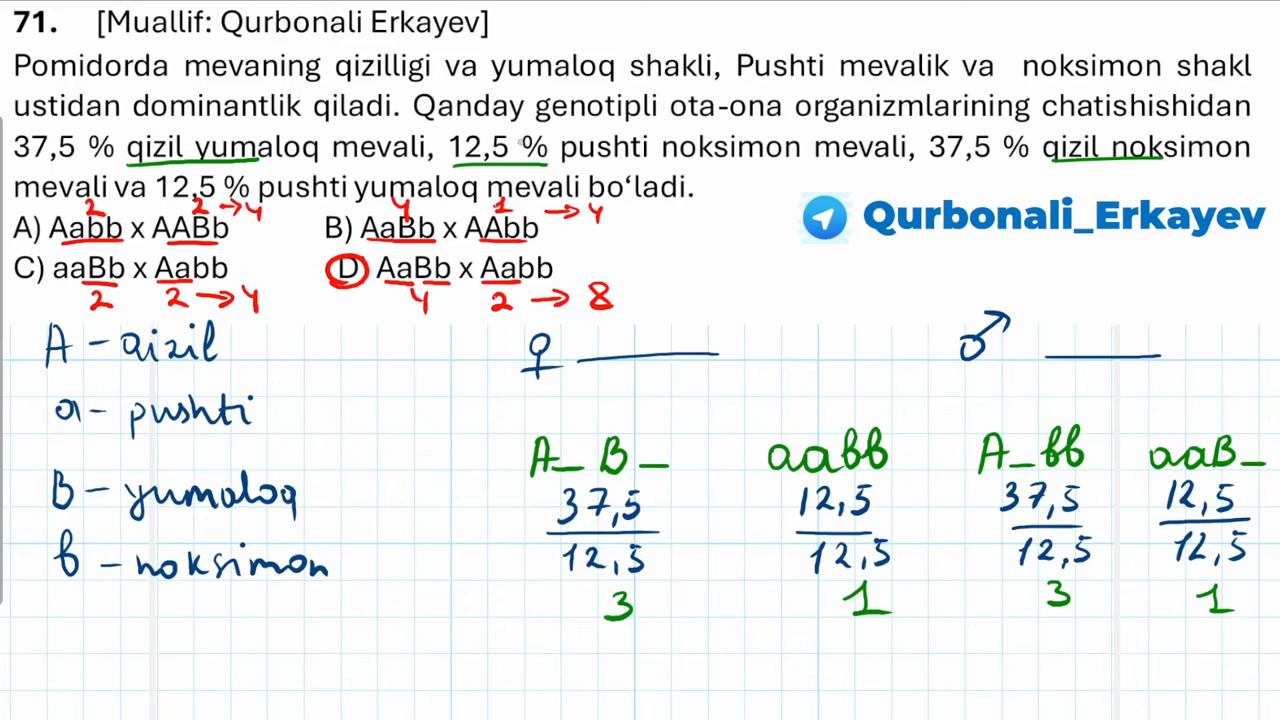 71. [Muallif: Qurbonali Erkayev]
Pomidorda mevaning qizilligi va yumaloq shakli, Pushti mevalik va noksimon shakl
ustidan dominantlik qiladi. Qanday genotipli ota-ona organizmlarining chatishishidan
37,5 % qizil yumaloq mevali, 12,5 % pushti noksimon mevali, 37,5 % qizil noksimon
mevali va 12,5 % pushti yumaloq mevali bo‘ladi.
2 2 → 4 4 1 → 4
A) Aabb x AABb B) AaBb x AAbb
Qurbonali_Erkayev
C) aaBb x Aabb D) AaBb x Aabb
2 2 → 4 4 2 → 8
A – qizil ♀ ♂
a – pushti
A_ B_ aabb A_bb aaB_
B – yumaloq 37,5 12,5 37,5 12,5
b – noksimon 12,5 12,5 12,5 12,5
3 1 3 1